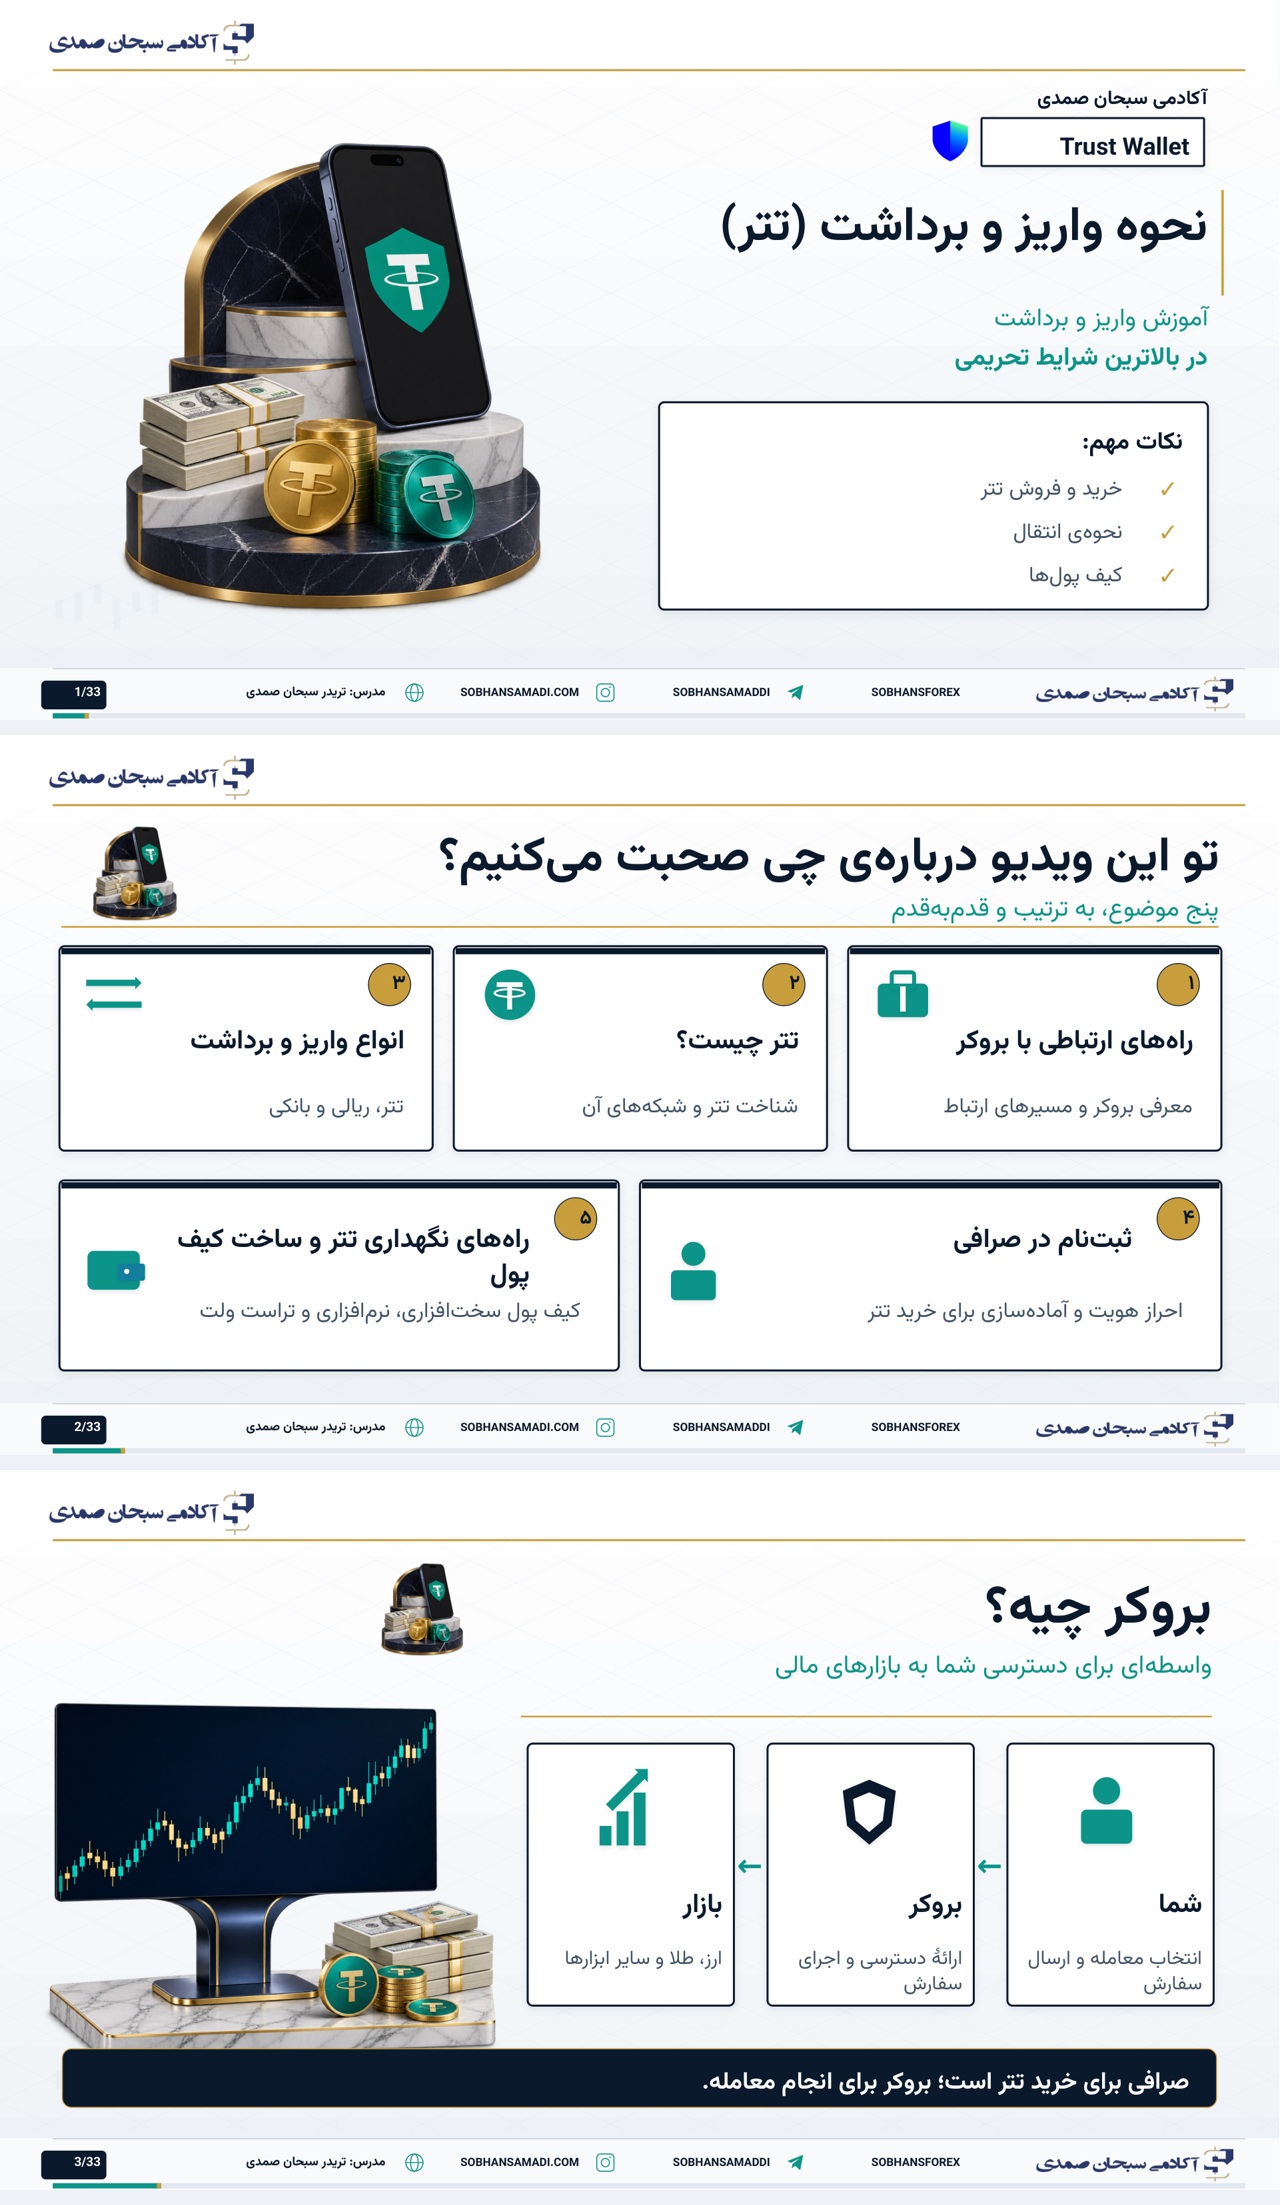 آکادمی سبحان صمدی
آکادمی سبحان صمدی
Trust Wallet
نحوه واریز و برداشت (تتر)
آموزش واریز و برداشت
در بالاترین شرایط تحریمی
نکات مهم:
✓ خرید و فروش تتر
✓ نحوه‌ی انتقال
✓ کیف پول‌ها
آکادمی سبحان صمدی SOBHANSFOREX SOBHANSAMADDI SOBHANSAMADI.COM مدرس: تریدر سبحان صمدی 1/33
آکادمی سبحان صمدی
تو این ویدیو درباره‌ی چی صحبت می‌کنیم؟
پنج موضوع، به ترتیب و قدم‌به‌قدم
۱
راه‌های ارتباطی با بروکر
معرفی بروکر و مسیرهای ارتباط
۲
تتر چیست؟
شناخت تتر و شبکه‌های آن
۳
انواع واریز و برداشت
تتر، ریالی و بانکی
۴
ثبت‌نام در صرافی
احراز هویت و آماده‌سازی برای خرید تتر
۵
راه‌های نگهداری تتر و ساخت کیف
پول
کیف پول سخت‌افزاری، نرم‌افزاری و تراست ولت
آکادمی سبحان صمدی SOBHANSFOREX SOBHANSAMADDI SOBHANSAMADI.COM مدرس: تریدر سبحان صمدی 2/33
آکادمی سبحان صمدی
بروکر چیه؟
واسطه‌ای برای دسترسی شما به بازارهای مالی
شما
انتخاب معامله و ارسال
سفارش
←
بروکر
ارائهٔ دسترسی و اجرای
سفارش
←
بازار
ارز، طلا و سایر ابزارها
صرافی برای خرید تتر است؛ بروکر برای انجام معامله.
آکادمی سبحان صمدی SOBHANSFOREX SOBHANSAMADDI SOBHANSAMADI.COM مدرس: تریدر سبحان صمدی 3/33